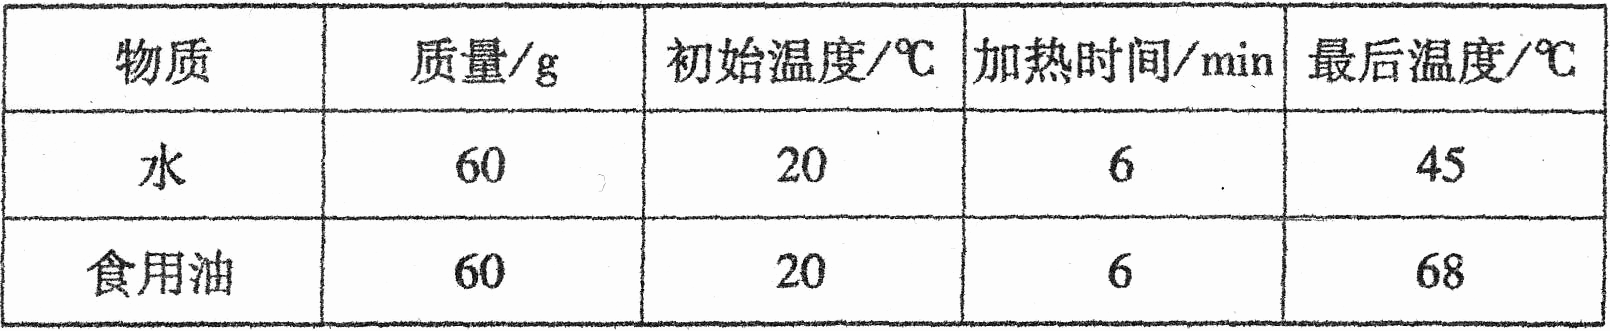 物质 质量/g 初始温度/℃ 加热时间/min 最后温度/℃
水 60 20 6 45
食用油 60 20 6 68